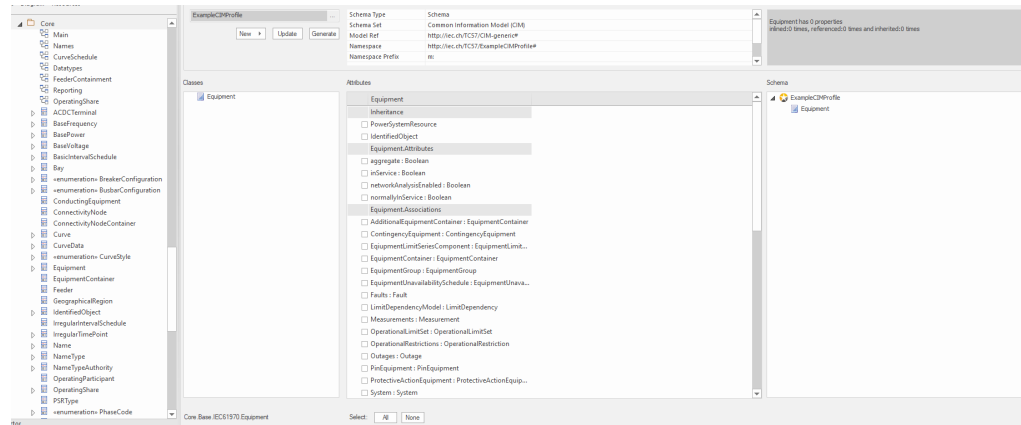 Core
Main
Names
CurveSchedule
Datatypes
FeederContainment
Reporting
OperatingShare
ACDCTerminal
BaseFrequency
BasePower
BaseVoltage
BasicIntervalSchedule
Bay
«enumeration» BreakerConfiguration
«enumeration» BusbarConfiguration
ConductingEquipment
ConnectivityNode
ConnectivityNodeContainer
Curve
CurveData
«enumeration» CurveStyle
Equipment
EquipmentContainer
Feeder
GeographicalRegion
IdentifiedObject
IrregularIntervalSchedule
IrregularTimePoint
Name
NameType
NameTypeAuthority
OperatingParticipant
OperatingShare
PSRType
«enumeration» PhaseCode
ExampleCIMProfile ...
New Update Generate
Schema Type Schema
Schema Set Common Information Model (CIM)
Model Ref http://iec.ch/TC57/CIM-generic#
Namespace http://iec.ch/TC57/ExampleCIMProfile#
Namespace Prefix m:
Equipment has 0 properties
inlined:0 times, referenced:0 times and inherited:0 times
Classes
Equipment
Core.Base.IEC61970.Equipment
Attributes
Equipment
Inheritance
PowerSystemResource
IdentifiedObject
Equipment.Attributes
aggregate : Boolean
inService : Boolean
networkAnalysisEnabled : Boolean
normallyInService : Boolean
Equipment.Associations
AdditionalEquipmentContainer : EquipmentContainer
ContingencyEquipment : ContingencyEquipment
EqiupmentLimitSeriesComponent : EquipmentLimit...
EquipmentContainer : EquipmentContainer
EquipmentGroup : EquipmentGroup
EquipmentUnavailabilitySchedule : EquipmentUnava...
Faults : Fault
LimitDependencyModel : LimitDependency
Measurements : Measurement
OperationalLimitSet : OperationalLimitSet
OperationalRestrictions : OperationalRestriction
Outages : Outage
PinEquipment : PinEquipment
ProtectiveActionEquipment : ProtectiveActionEquip...
System : System
Select: All None
Schema
ExampleCIMProfile
Equipment